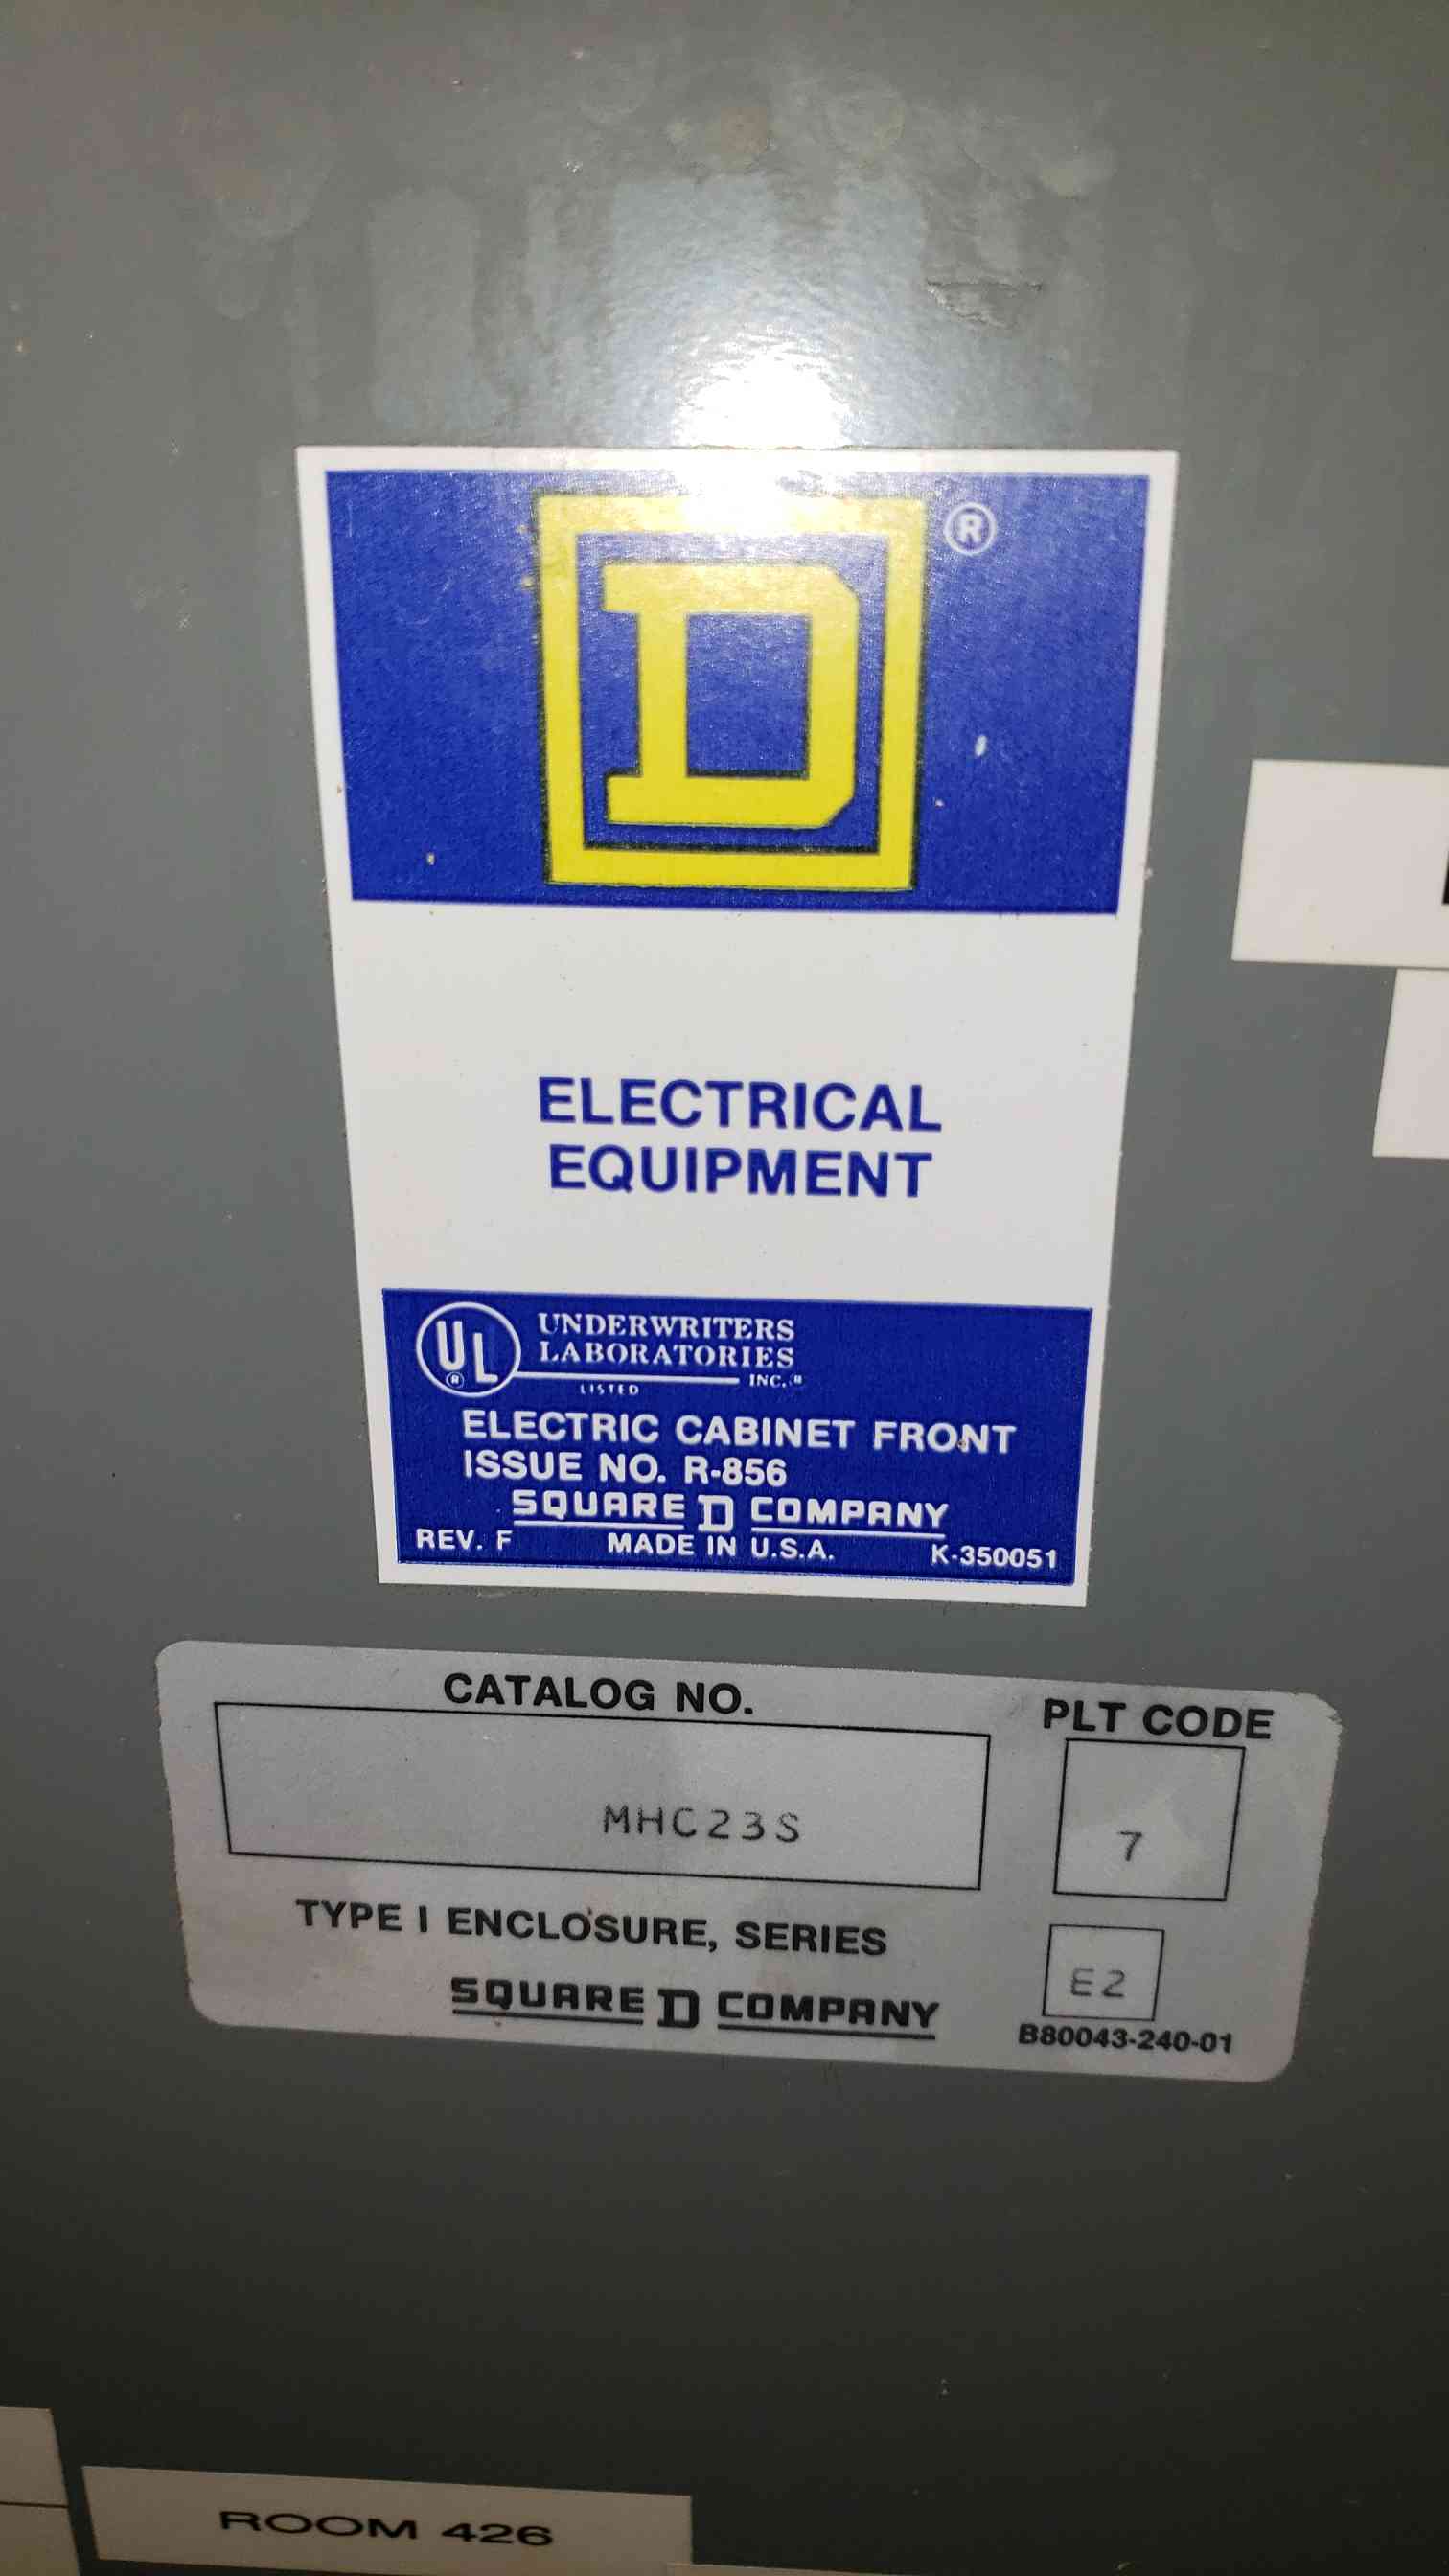 D ®
ELECTRICAL
EQUIPMENT
UL ® UNDERWRITERS
LABORATORIES
INC.®
LISTED
ELECTRIC CABINET FRONT
ISSUE NO. R-856
SQUARE D COMPANY
REV. F MADE IN U.S.A. K-350051
CATALOG NO. PLT CODE
MHC23S 7
TYPE I ENCLOSURE, SERIES E2
SQUARE D COMPANY
B80043-240-01
ROOM 426